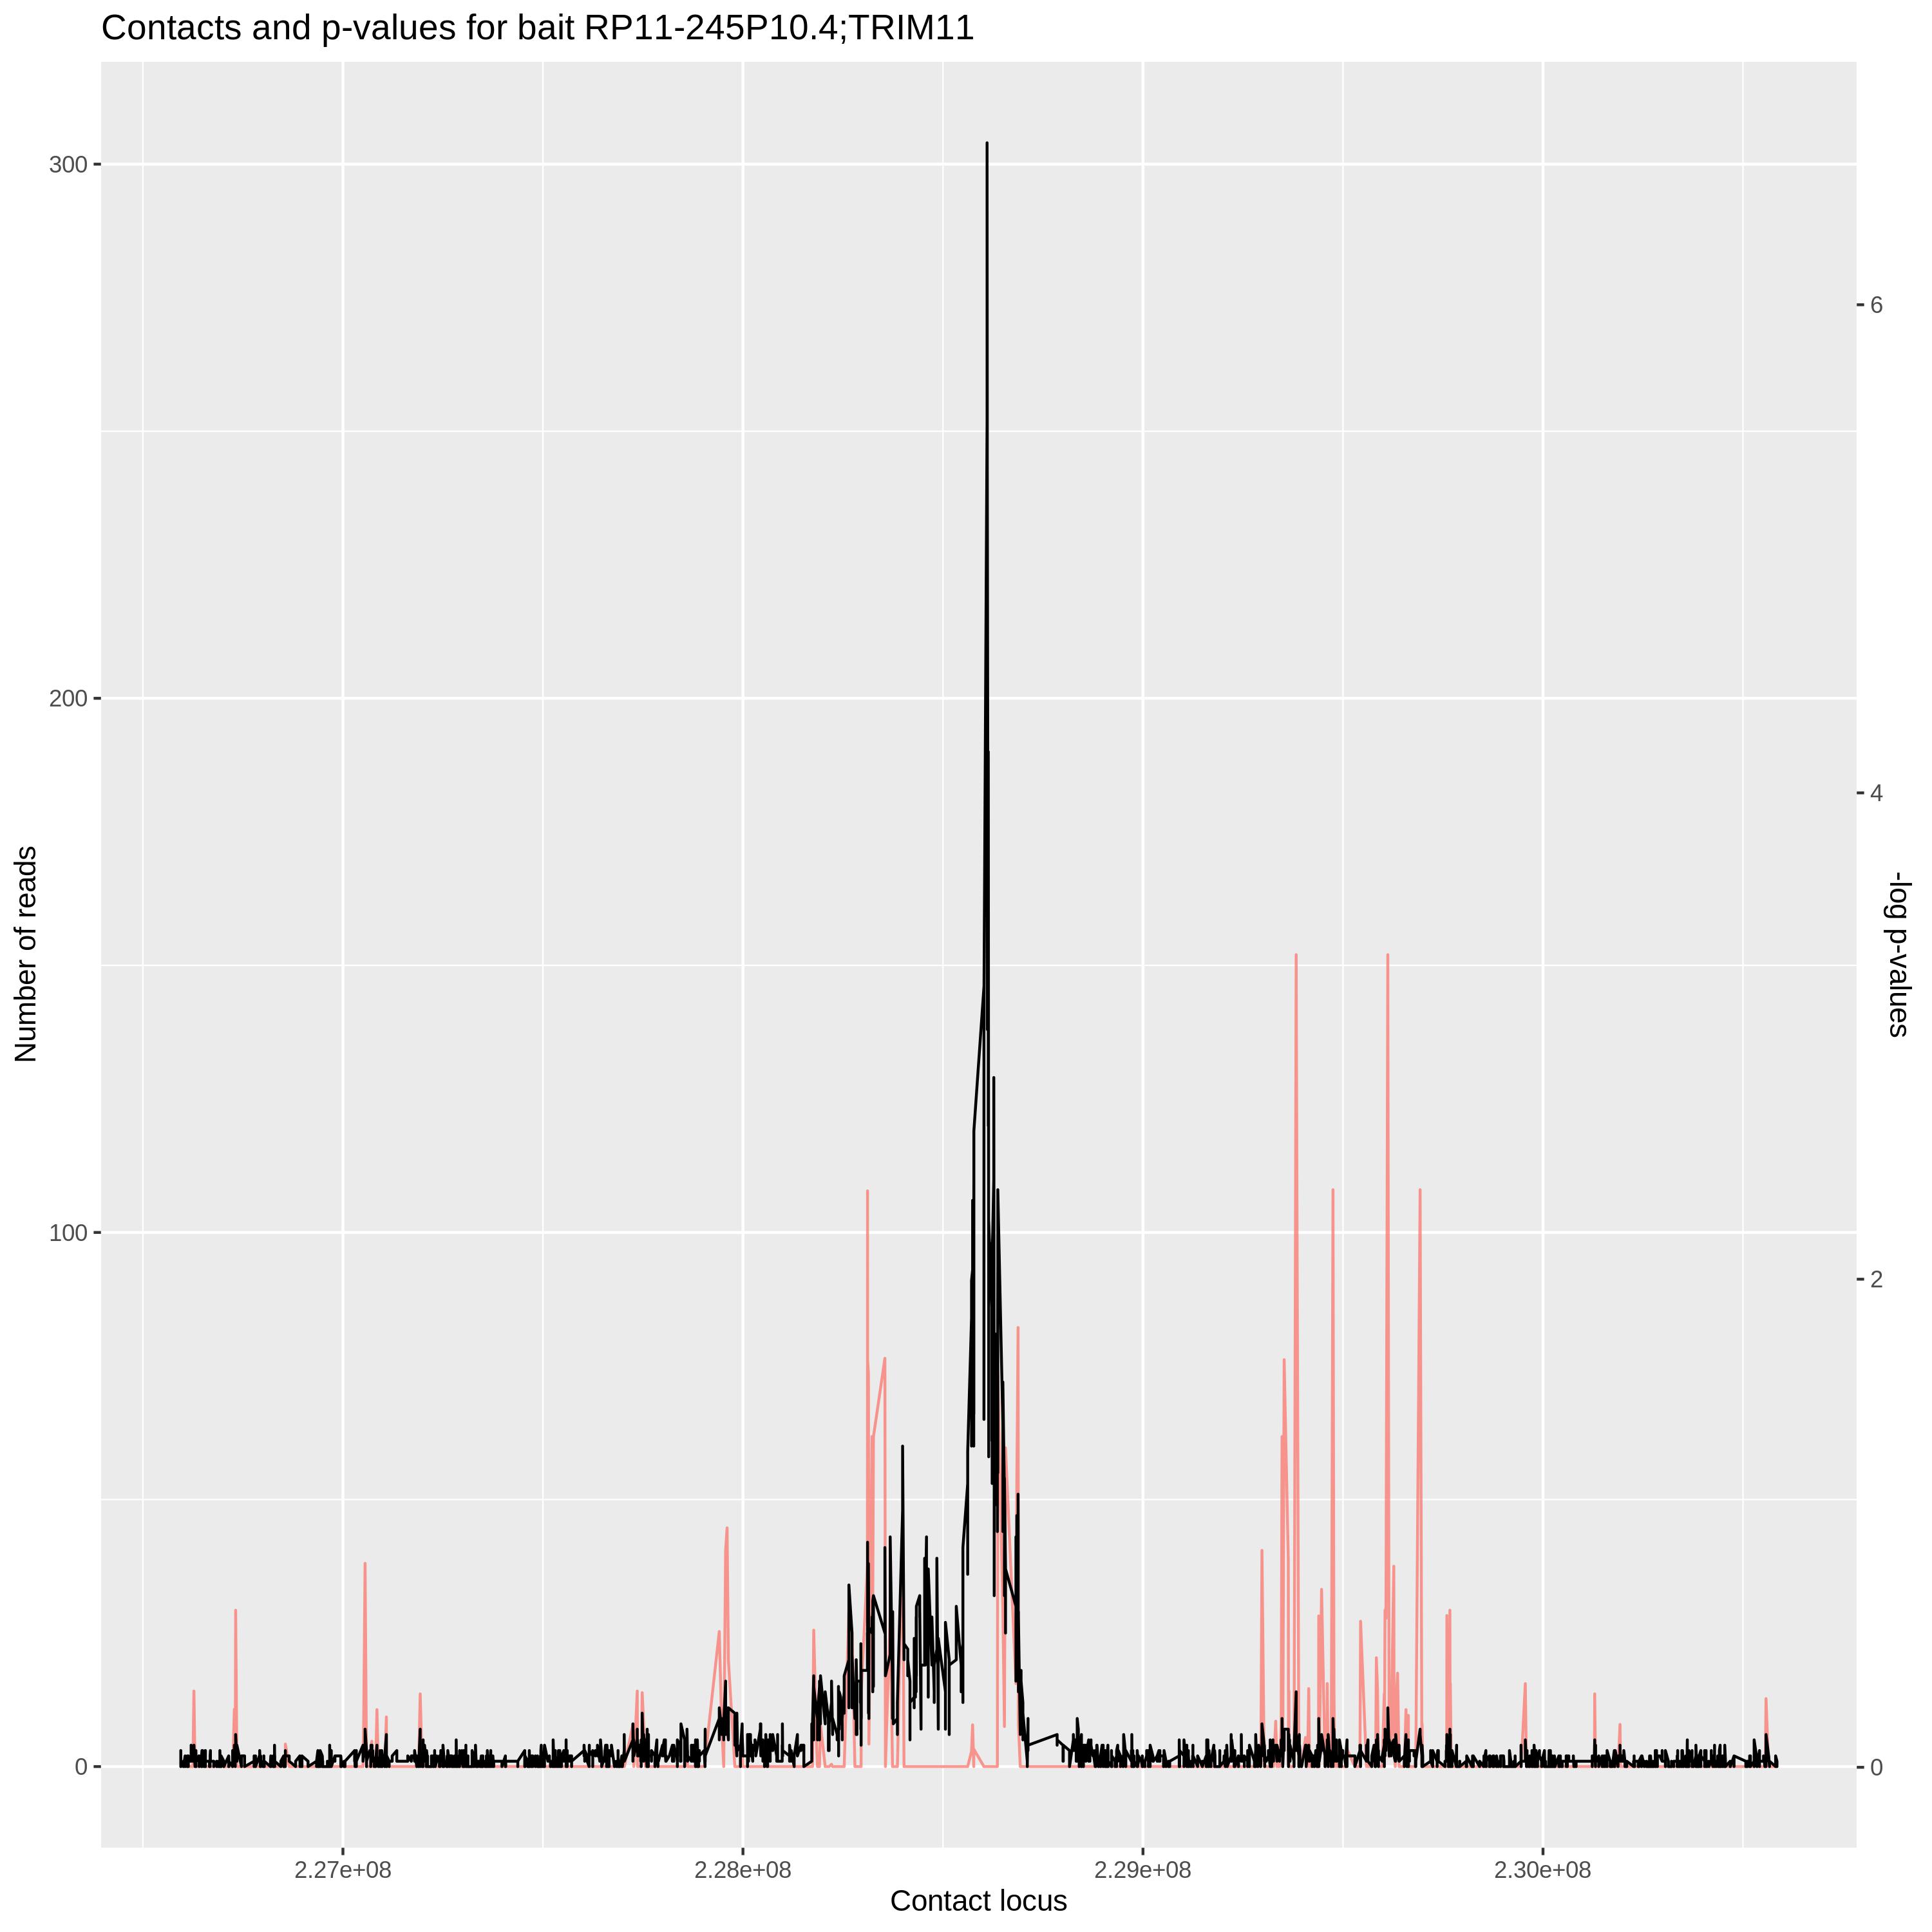 Contacts and p-values for bait RP11-245P10.4;TRIM11
300
200
100
0
Number of reads
6
4
2
0
-log p-values
2.27e+08
2.28e+08
2.29e+08
2.30e+08
Contact locus